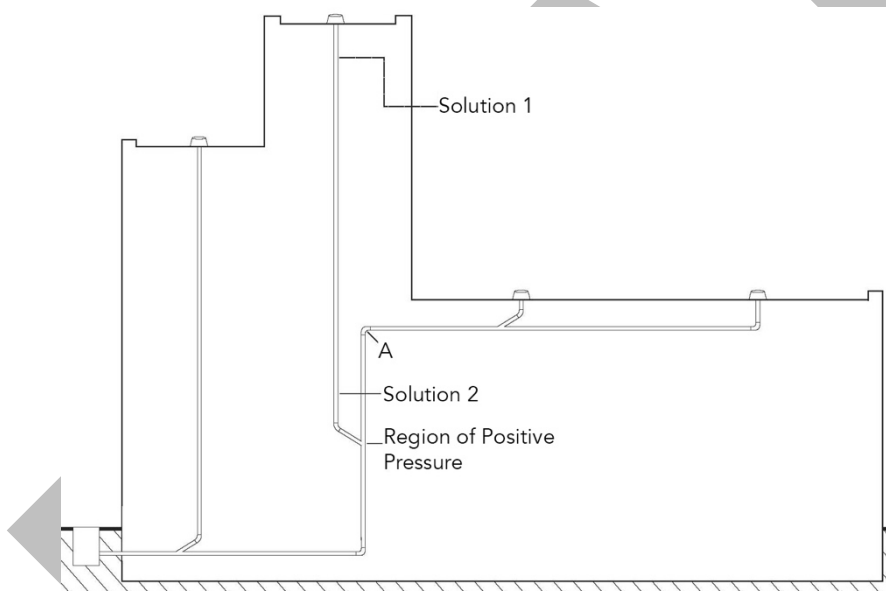 Solution 1
A
Solution 2
Region of Positive
Pressure